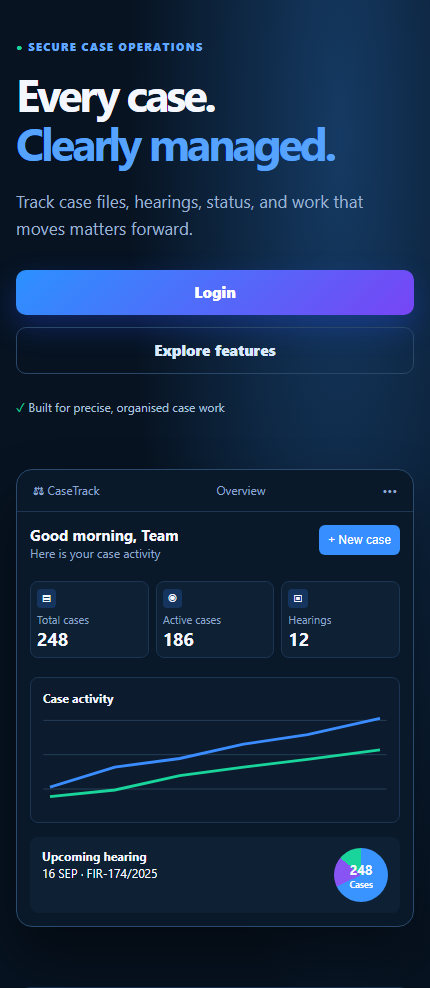 SECURE CASE OPERATIONS
Every case.
Clearly managed.
Track case files, hearings, status, and work that
moves matters forward.
Login
Explore features
✓ Built for precise, organised case work
⚖ CaseTrack
Overview
•••
Good morning, Team
Here is your case activity
+ New case
Total cases
248
Active cases
186
Hearings
12
Case activity
Upcoming hearing
16 SEP · FIR-174/2025
248
Cases